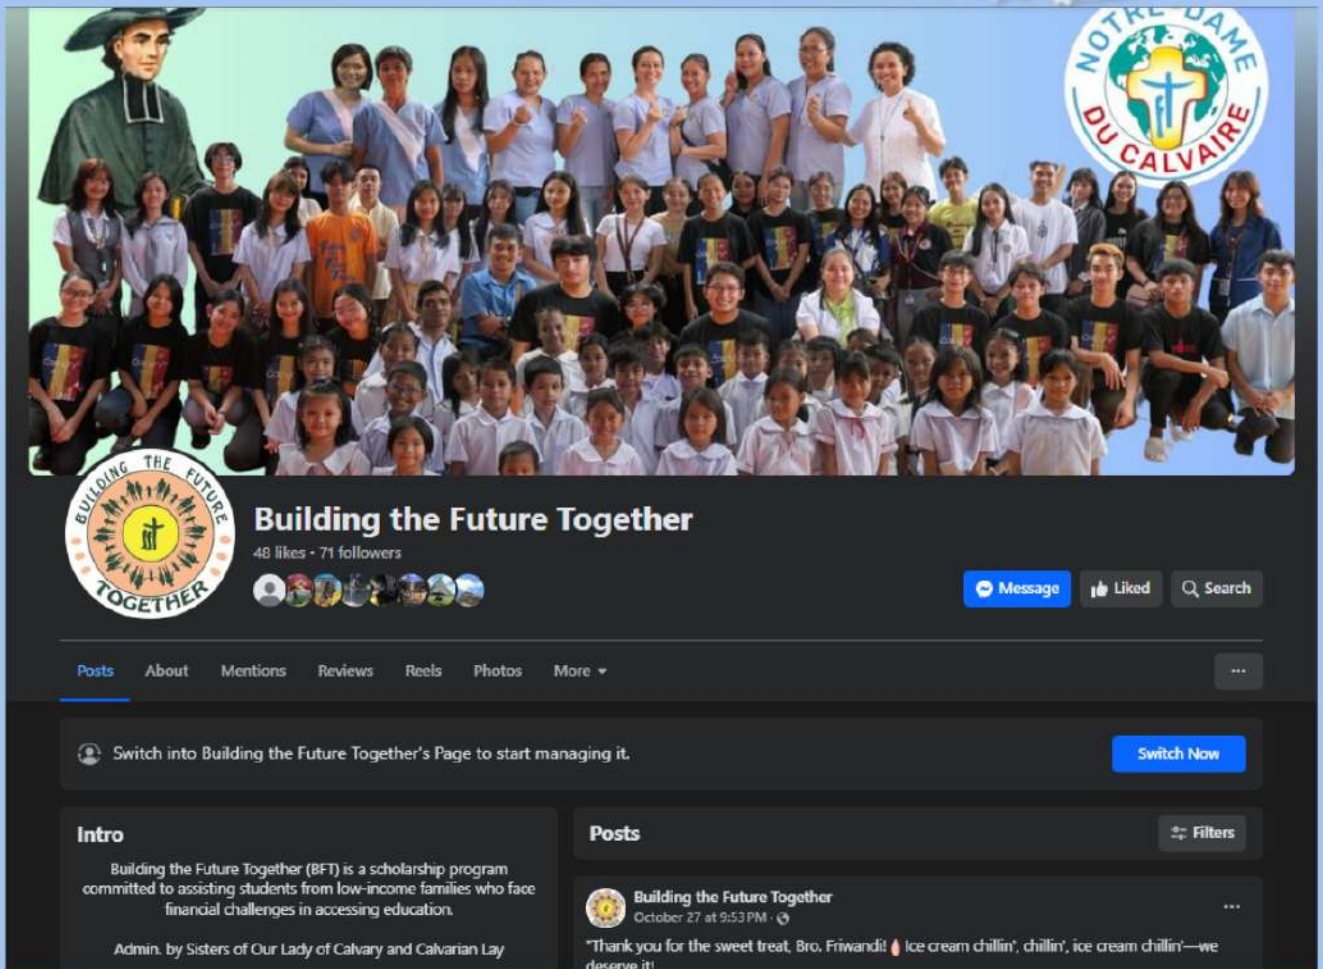 NOTRE-DAME
DU CALVAIRE
BUILDING THE FUTURE
TOGETHER
Building the Future Together
48 likes • 71 followers
Message
Liked
Search
Posts
About
Mentions
Reviews
Reels
Photos
More
Switch into Building the Future Together's Page to start managing it.
Switch Now
Intro
Building the Future Together (BFT) is a scholarship program
committed to assisting students from low-income families who face
financial challenges in accessing education.
Admin. by Sisters of Our Lady of Calvary and Calvarian Lay
Posts
Filters
Building the Future Together
October 27 at 9:53 PM ·
"Thank you for the sweet treat, Bro. Friwandi! Ice cream chillin', chillin', ice cream chillin'—we
deserve it!